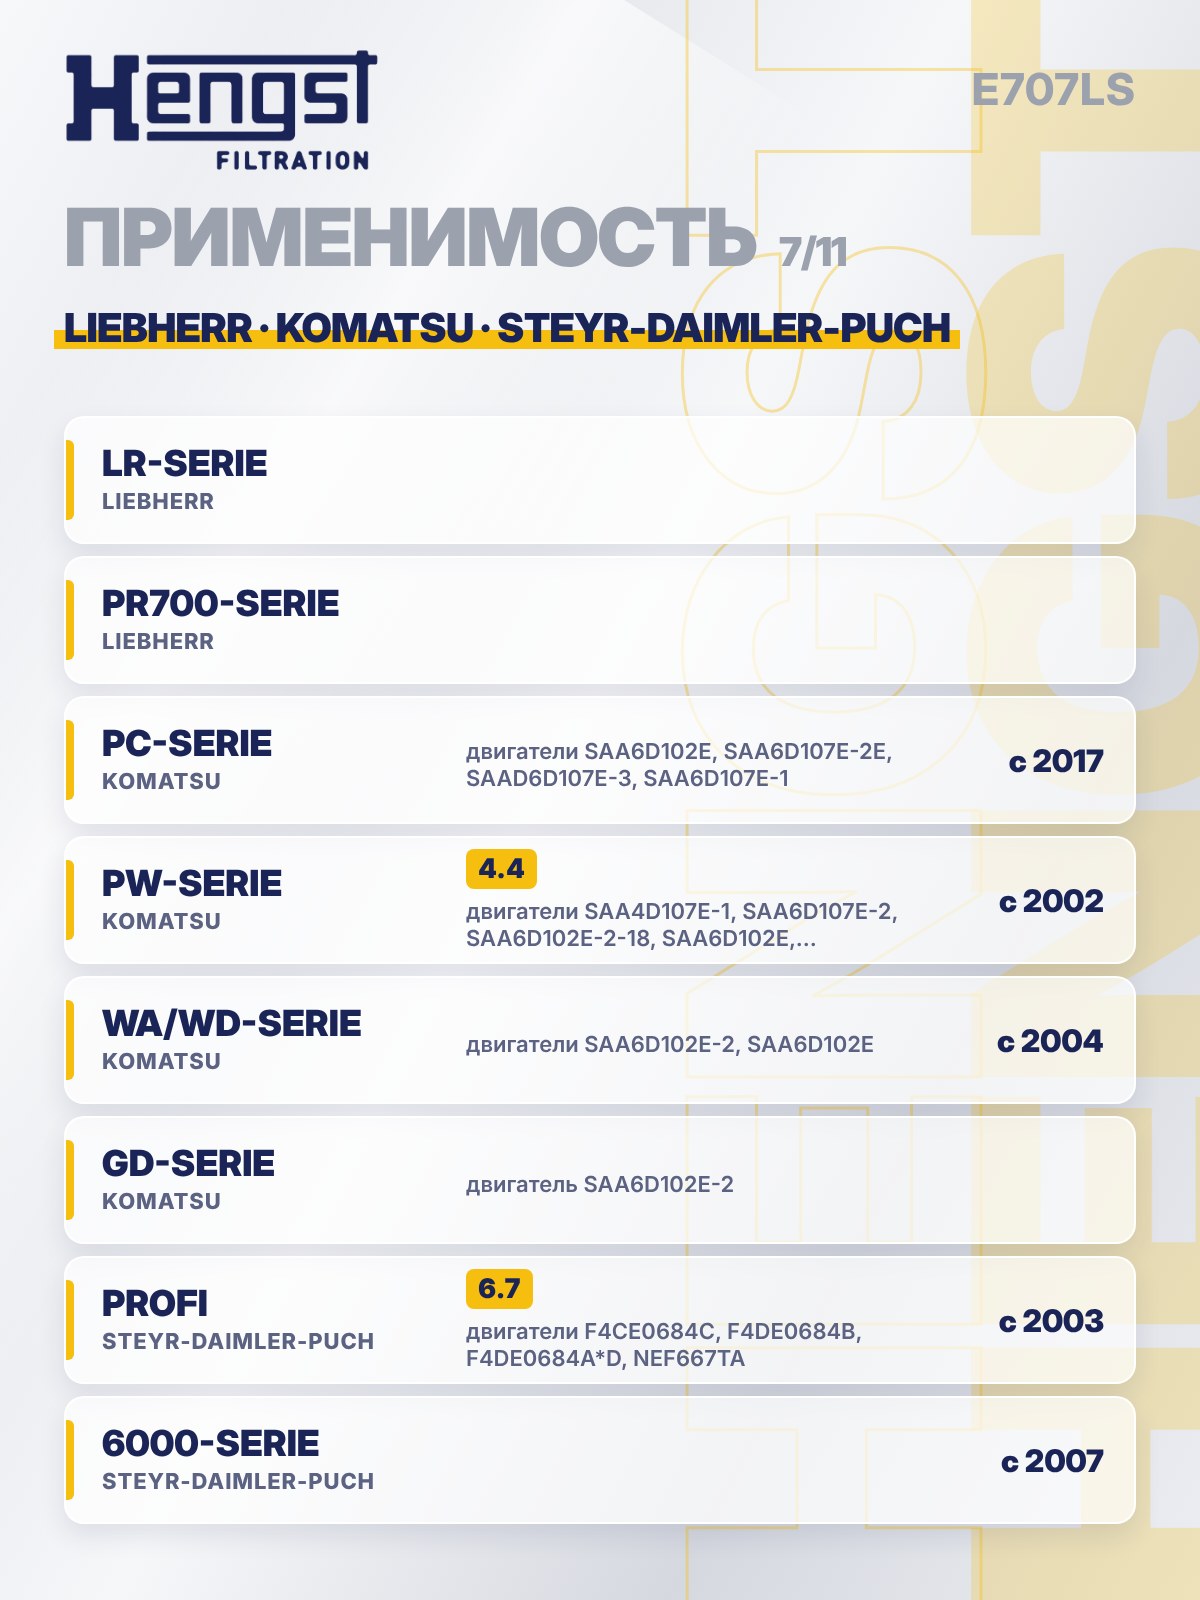 Hengst
FILTRATION
E707LS
ПРИМЕНИМОСТЬ 7/11
LIEBHERR · KOMATSU · STEYR-DAIMLER-PUCH
LR-SERIE
LIEBHERR
PR700-SERIE
LIEBHERR
PC-SERIE
KOMATSU
двигатели SAA6D102E, SAA6D107E-2E,
SAAD6D107E-3, SAA6D107E-1
с 2017
PW-SERIE
KOMATSU
4.4
двигатели SAA4D107E-1, SAA6D107E-2,
SAA6D102E-2-18, SAA6D102E,...
с 2002
WA/WD-SERIE
KOMATSU
двигатели SAA6D102E-2, SAA6D102E
с 2004
GD-SERIE
KOMATSU
двигатель SAA6D102E-2
PROFI
STEYR-DAIMLER-PUCH
6.7
двигатели F4CE0684C, F4DE0684B,
F4DE0684A*D, NEF667TA
с 2003
6000-SERIE
STEYR-DAIMLER-PUCH
с 2007
HENGST
HENGST